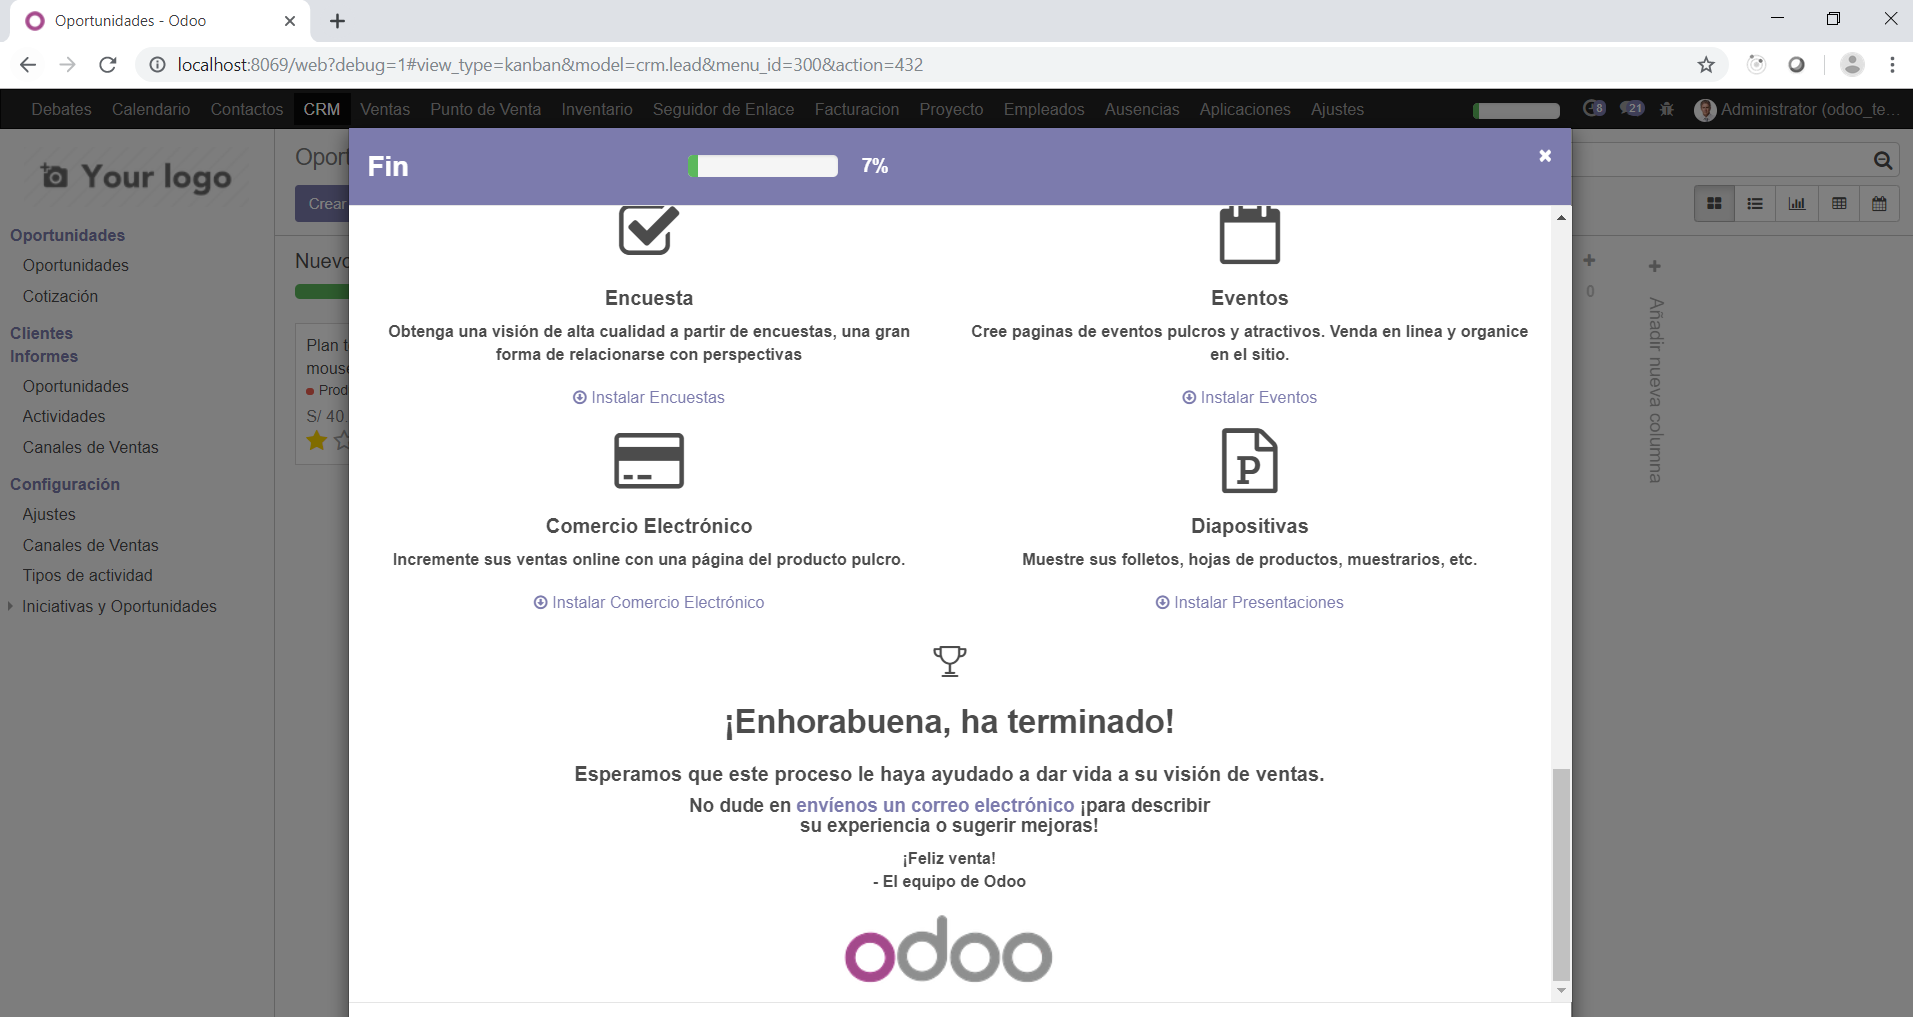 Oportunidades - Odoo
localhost:8069/web?debug=1#view_type=kanban&model=crm.lead&menu_id=300&action=432
Debates Calendario Contactos CRM Ventas Punto de Venta Inventario Seguidor de Enlace Facturacion Proyecto Empleados Ausencias Aplicaciones Ajustes 8 21 Administrator (odoo_te...
Your logo
Oportunidades
Oportunidades
Cotización
Clientes
Informes
Oportunidades
Actividades
Canales de Ventas
Configuración
Ajustes
Canales de Ventas
Tipos de actividad
Iniciativas y Oportunidades
Oport
Crear
Nuevo
Plan t
mouse
Prod
S/ 40.
Fin 7%
Encuesta
Obtenga una visión de alta cualidad a partir de encuestas, una gran
forma de relacionarse con perspectivas
Instalar Encuestas
Eventos
Cree paginas de eventos pulcros y atractivos. Venda en linea y organice
en el sitio.
Instalar Eventos
Comercio Electrónico
Incremente sus ventas online con una página del producto pulcro.
Instalar Comercio Electrónico
P
Diapositivas
Muestre sus folletos, hojas de productos, muestrarios, etc.
Instalar Presentaciones
¡Enhorabuena, ha terminado!
Esperamos que este proceso le haya ayudado a dar vida a su visión de ventas.
No dude en envíenos un correo electrónico ¡para describir
su experiencia o sugerir mejoras!
¡Feliz venta!
- El equipo de Odoo
odoo
0
Añadir nueva columna